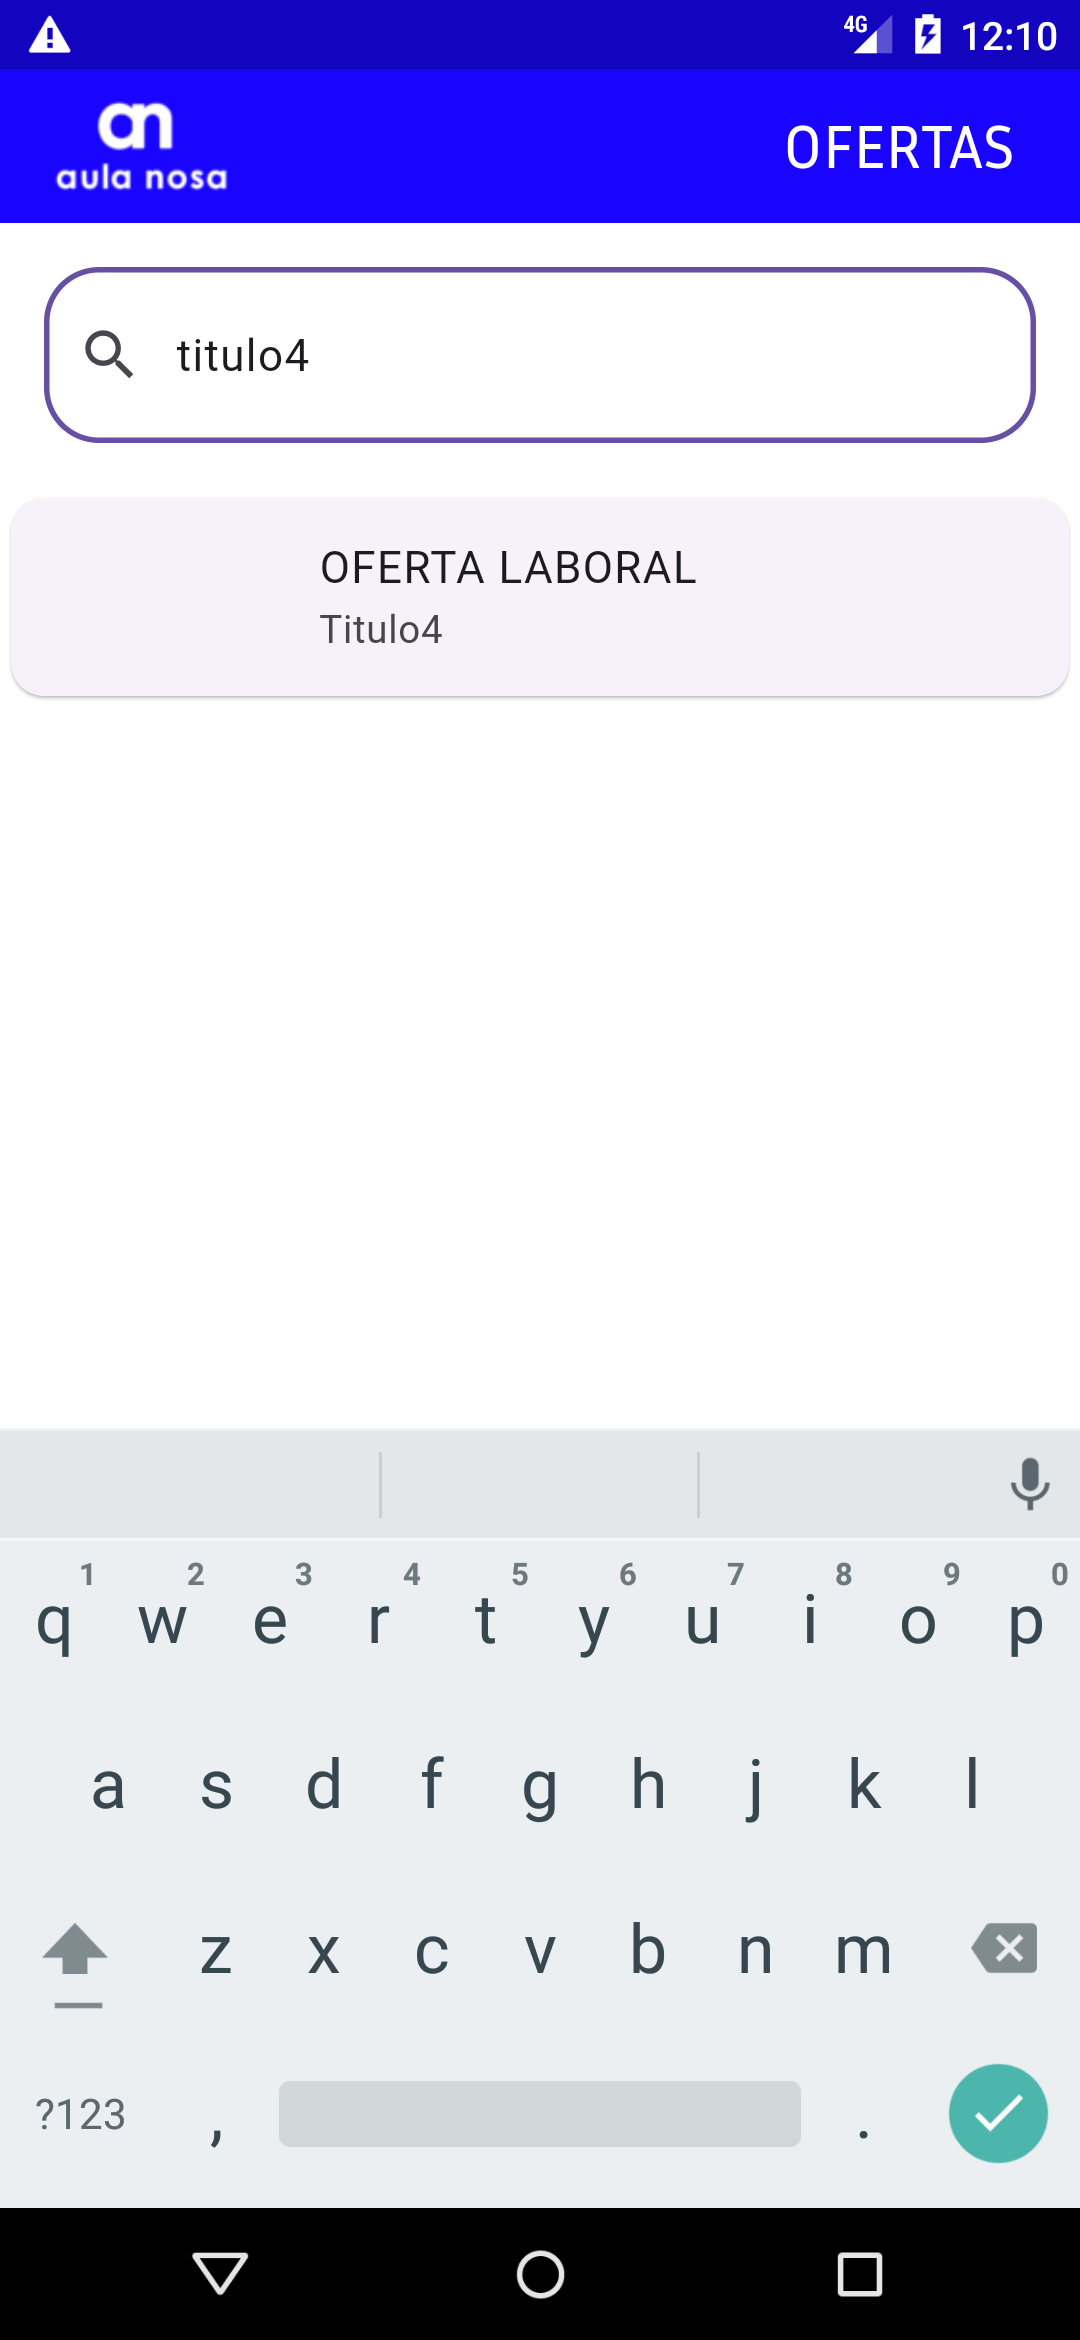 4G 12:10
an
aula nosa
OFERTAS
titulo4
OFERTA LABORAL
Titulo4
1 2 3 4 5 6 7 8 9 0
q w e r t y u i o p
a s d f g h j k l
z x c v b n m
?123 , .